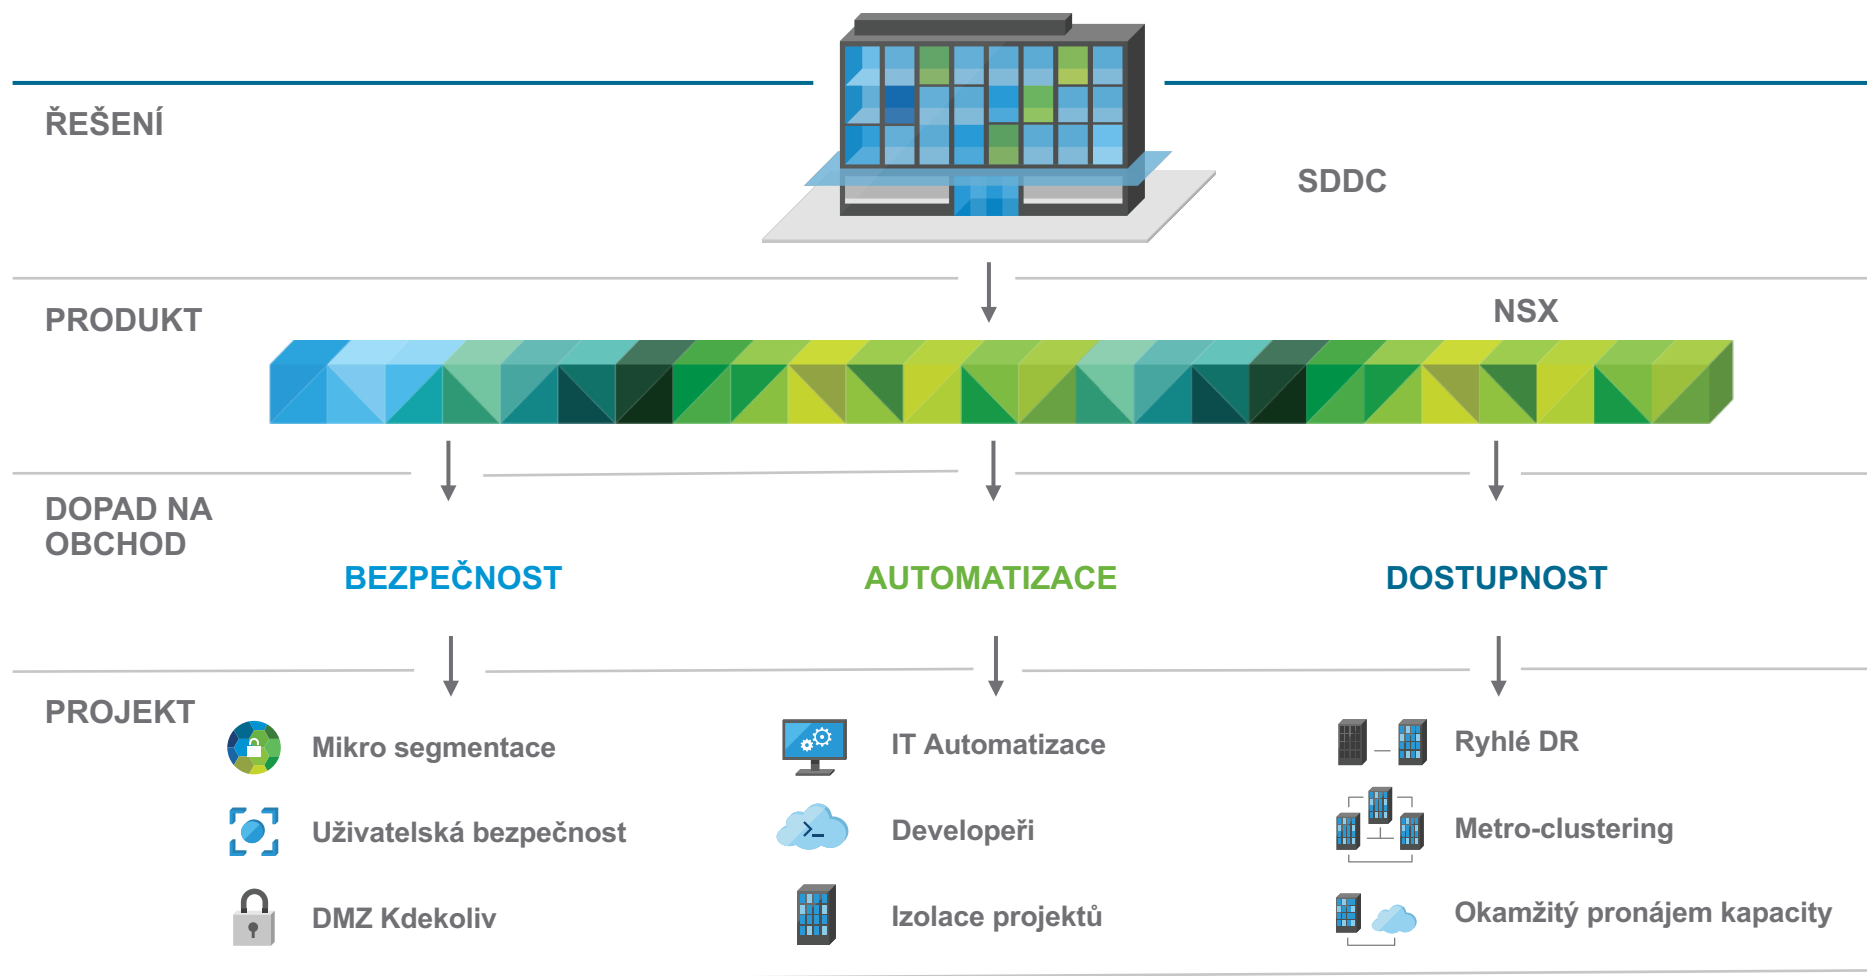 ŘEŠENÍ
SDDC
PRODUKT
NSX
DOPAD NA
OBCHOD
BEZPEČNOST
AUTOMATIZACE
DOSTUPNOST
PROJEKT
Mikro segmentace
IT Automatizace
Ryhlé DR
Uživatelská bezpečnost
Developeři
Metro-clustering
DMZ Kdekoliv
Izolace projektů
Okamžitý pronájem kapacity